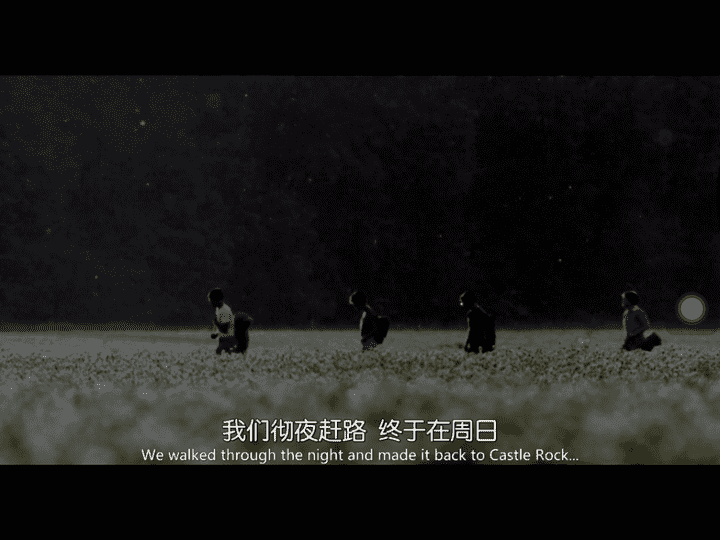 我们彻夜赶路 终于在周日
We walked through the night and made it back to Castle Rock...